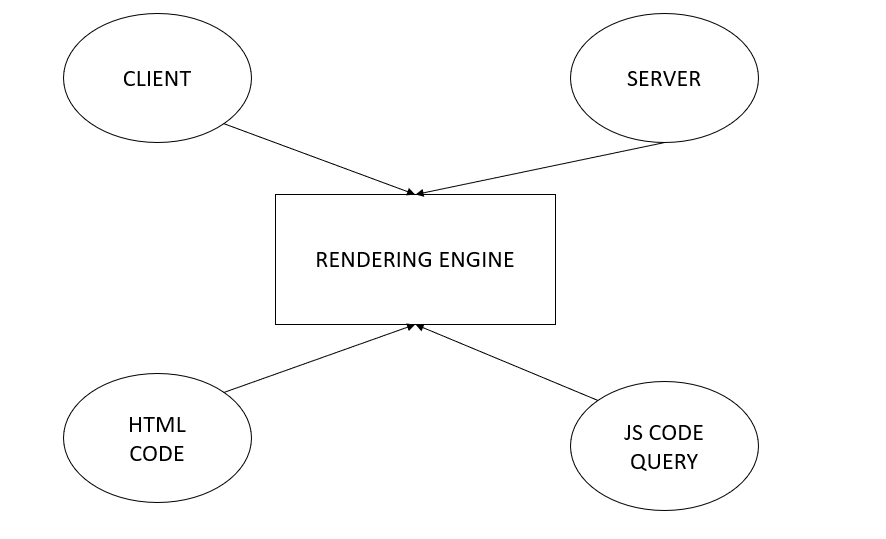 CLIENT
SERVER
RENDERING ENGINE
HTML
CODE
JS CODE
QUERY